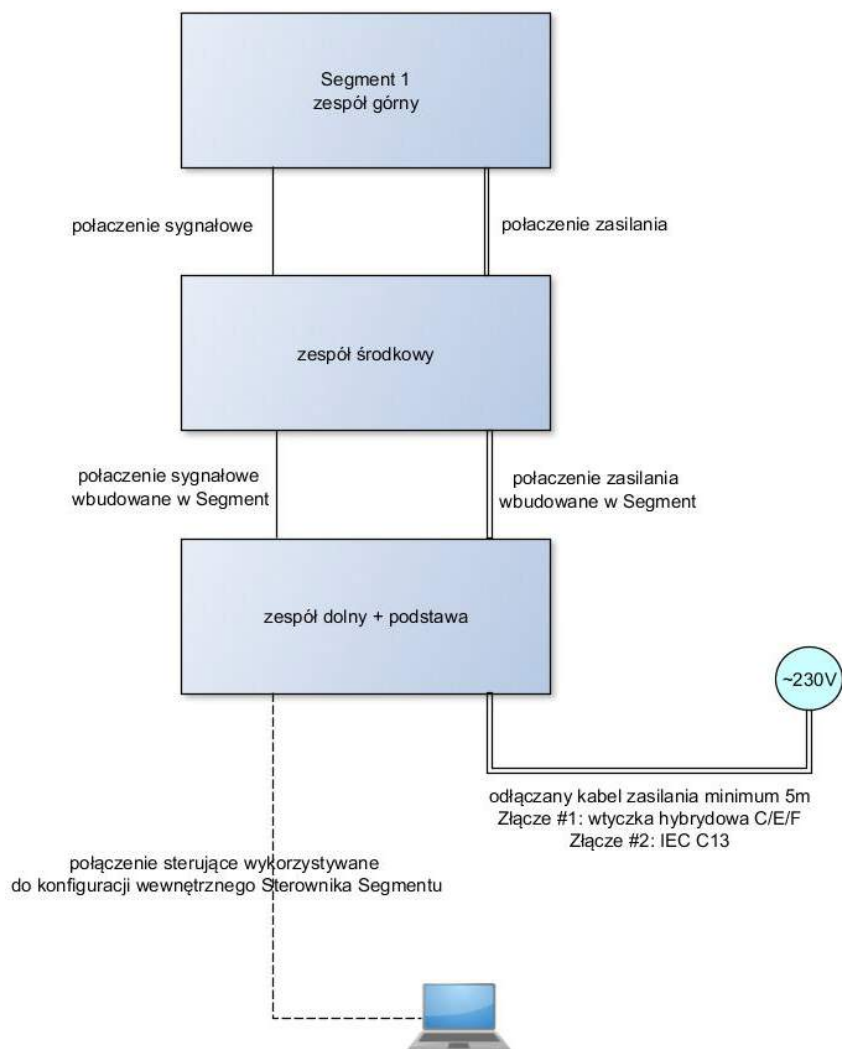 Segment 1
zespół górny
połaczenie sygnałowe
połaczenie zasilania
zespół środkowy
połaczenie sygnałowe
wbudowane w Segment
połaczenie zasilania
wbudowane w Segment
zespół dolny + podstawa
~230V
odłączany kabel zasilania minimum 5m
Złącze #1: wtyczka hybrydowa C/E/F
Złącze #2: IEC C13
połączenie sterujące wykorzystywane
do konfiguracji wewnętrznego Sterownika Segmentu